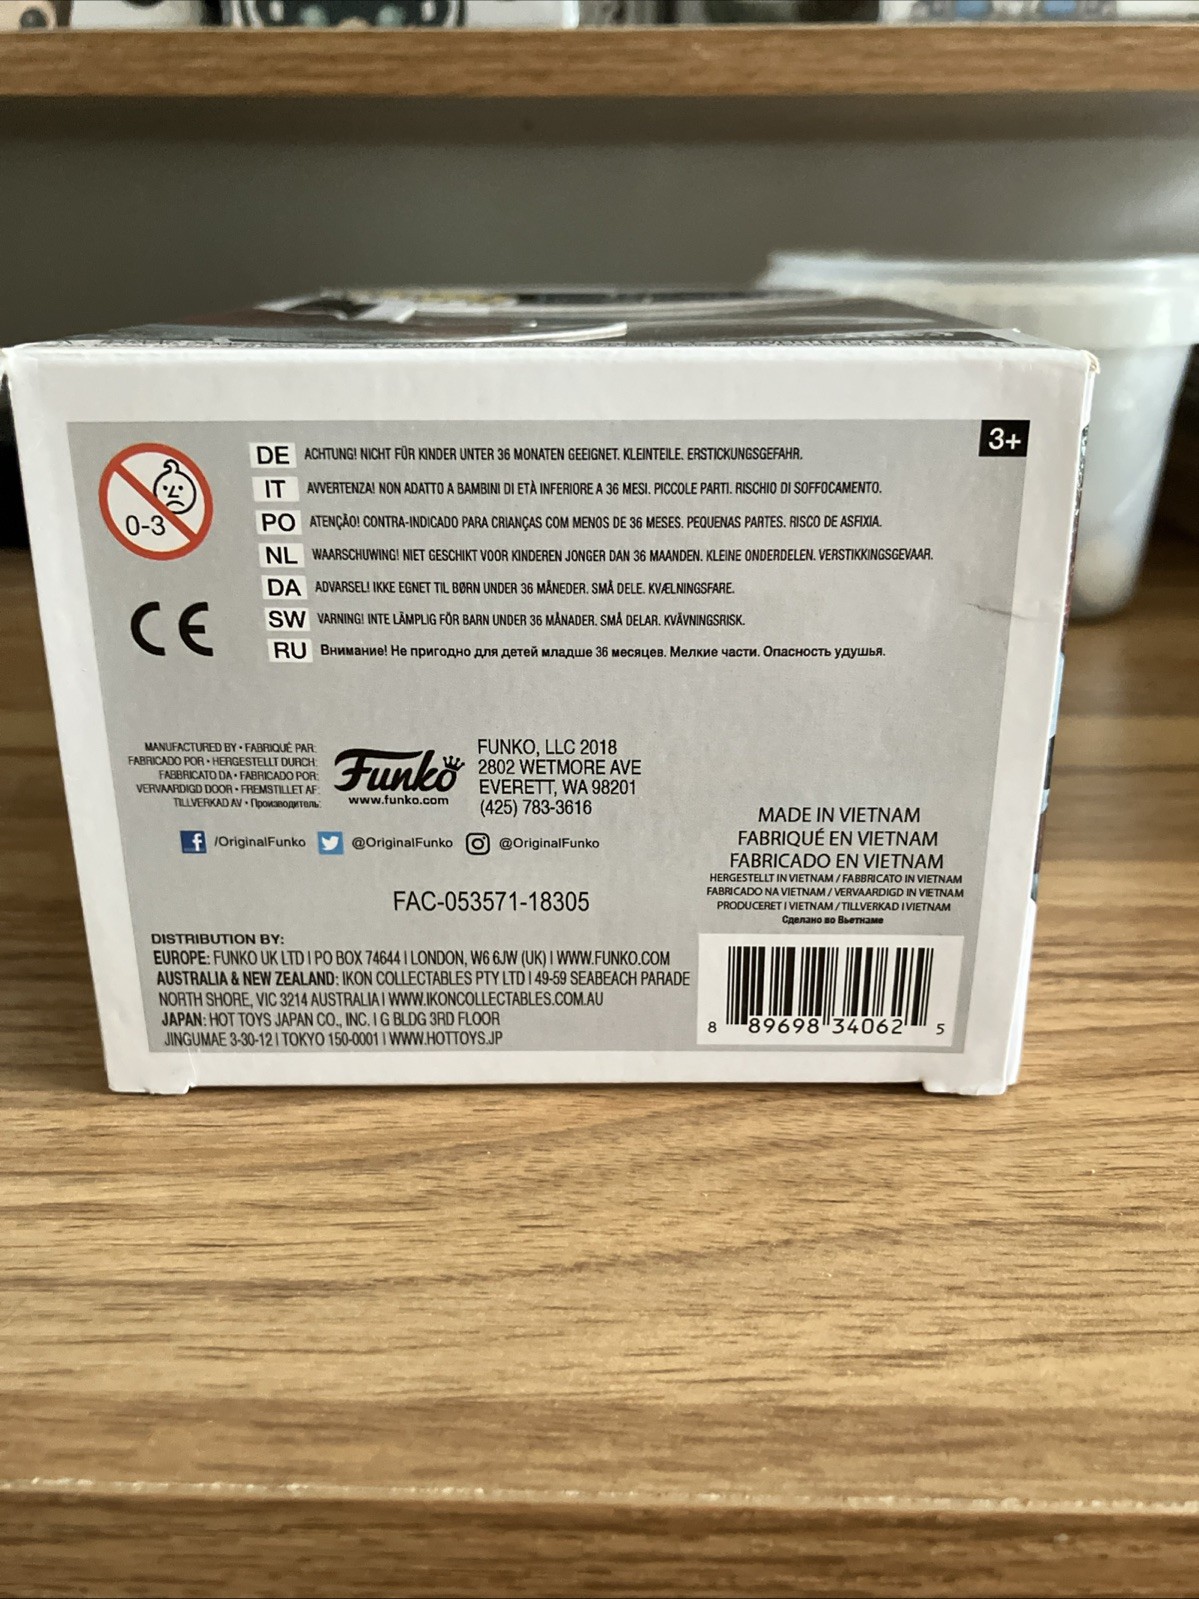 3+
0-3
DE ACHTUNG! NICHT FÜR KINDER UNTER 36 MONATEN GEEIGNET. KLEINTEILE. ERSTICKUNGSGEFAHR.
IT AVVERTENZA! NON ADATTO A BAMBINI DI ETÀ INFERIORE A 36 MESI. PICCOLE PARTI. RISCHIO DI SOFFOCAMENTO.
PO ATENÇÃO! CONTRA-INDICADO PARA CRIANÇAS COM MENOS DE 36 MESES. PEQUENAS PARTES. RISCO DE ASFIXIA.
NL WAARSCHUWING! NIET GESCHIKT VOOR KINDEREN JONGER DAN 36 MAANDEN. KLEINE ONDERDELEN. VERSTIKKINGSGEVAAR.
DA ADVARSEL! IKKE EGNET TIL BØRN UNDER 36 MÅNEDER. SMÅ DELE. KVÆLNINGSFARE.
SW VARNING! INTE LÄMPLIG FÖR BARN UNDER 36 MÅNADER. SMÅ DELAR. KVÄVNINGSRISK.
RU Внимание! Не пригодно для детей младше 36 месяцев. Мелкие части. Опасность удушья.
CE
MANUFACTURED BY • FABRIQUÉ PAR:
FABRICADO POR • HERGESTELLT DURCH:
FABBRICATO DA • FABRICADO POR:
VERVAARDIGD DOOR • FREMSTILLET AF:
TILLVERKAD AV • Производитель:
Funko
www.funko.com
FUNKO, LLC 2018
2802 WETMORE AVE
EVERETT, WA 98201
(425) 783-3616
/OriginalFunko @OriginalFunko @OriginalFunko
FAC-053571-18305
MADE IN VIETNAM
FABRIQUÉ EN VIETNAM
FABRICADO EN VIETNAM
HERGESTELLT IN VIETNAM / FABBRICATO IN VIETNAM
FABRICADO NA VIETNAM / VERVAARDIGD IN VIETNAM
PRODUCERET I VIETNAM / TILLVERKAD I VIETNAM
Сделано во Вьетнаме
DISTRIBUTION BY:
EUROPE: FUNKO UK LTD | PO BOX 74644 | LONDON, W6 6JW (UK) | WWW.FUNKO.COM
AUSTRALIA & NEW ZEALAND: IKON COLLECTABLES PTY LTD | 49-59 SEABEACH PARADE
NORTH SHORE, VIC 3214 AUSTRALIA | WWW.IKONCOLLECTABLES.COM.AU
JAPAN: HOT TOYS JAPAN CO., INC. | G BLDG 3RD FLOOR
JINGUMAE 3-30-12 | TOKYO 150-0001 | WWW.HOTTOYS.JP
8 89698 34062 5